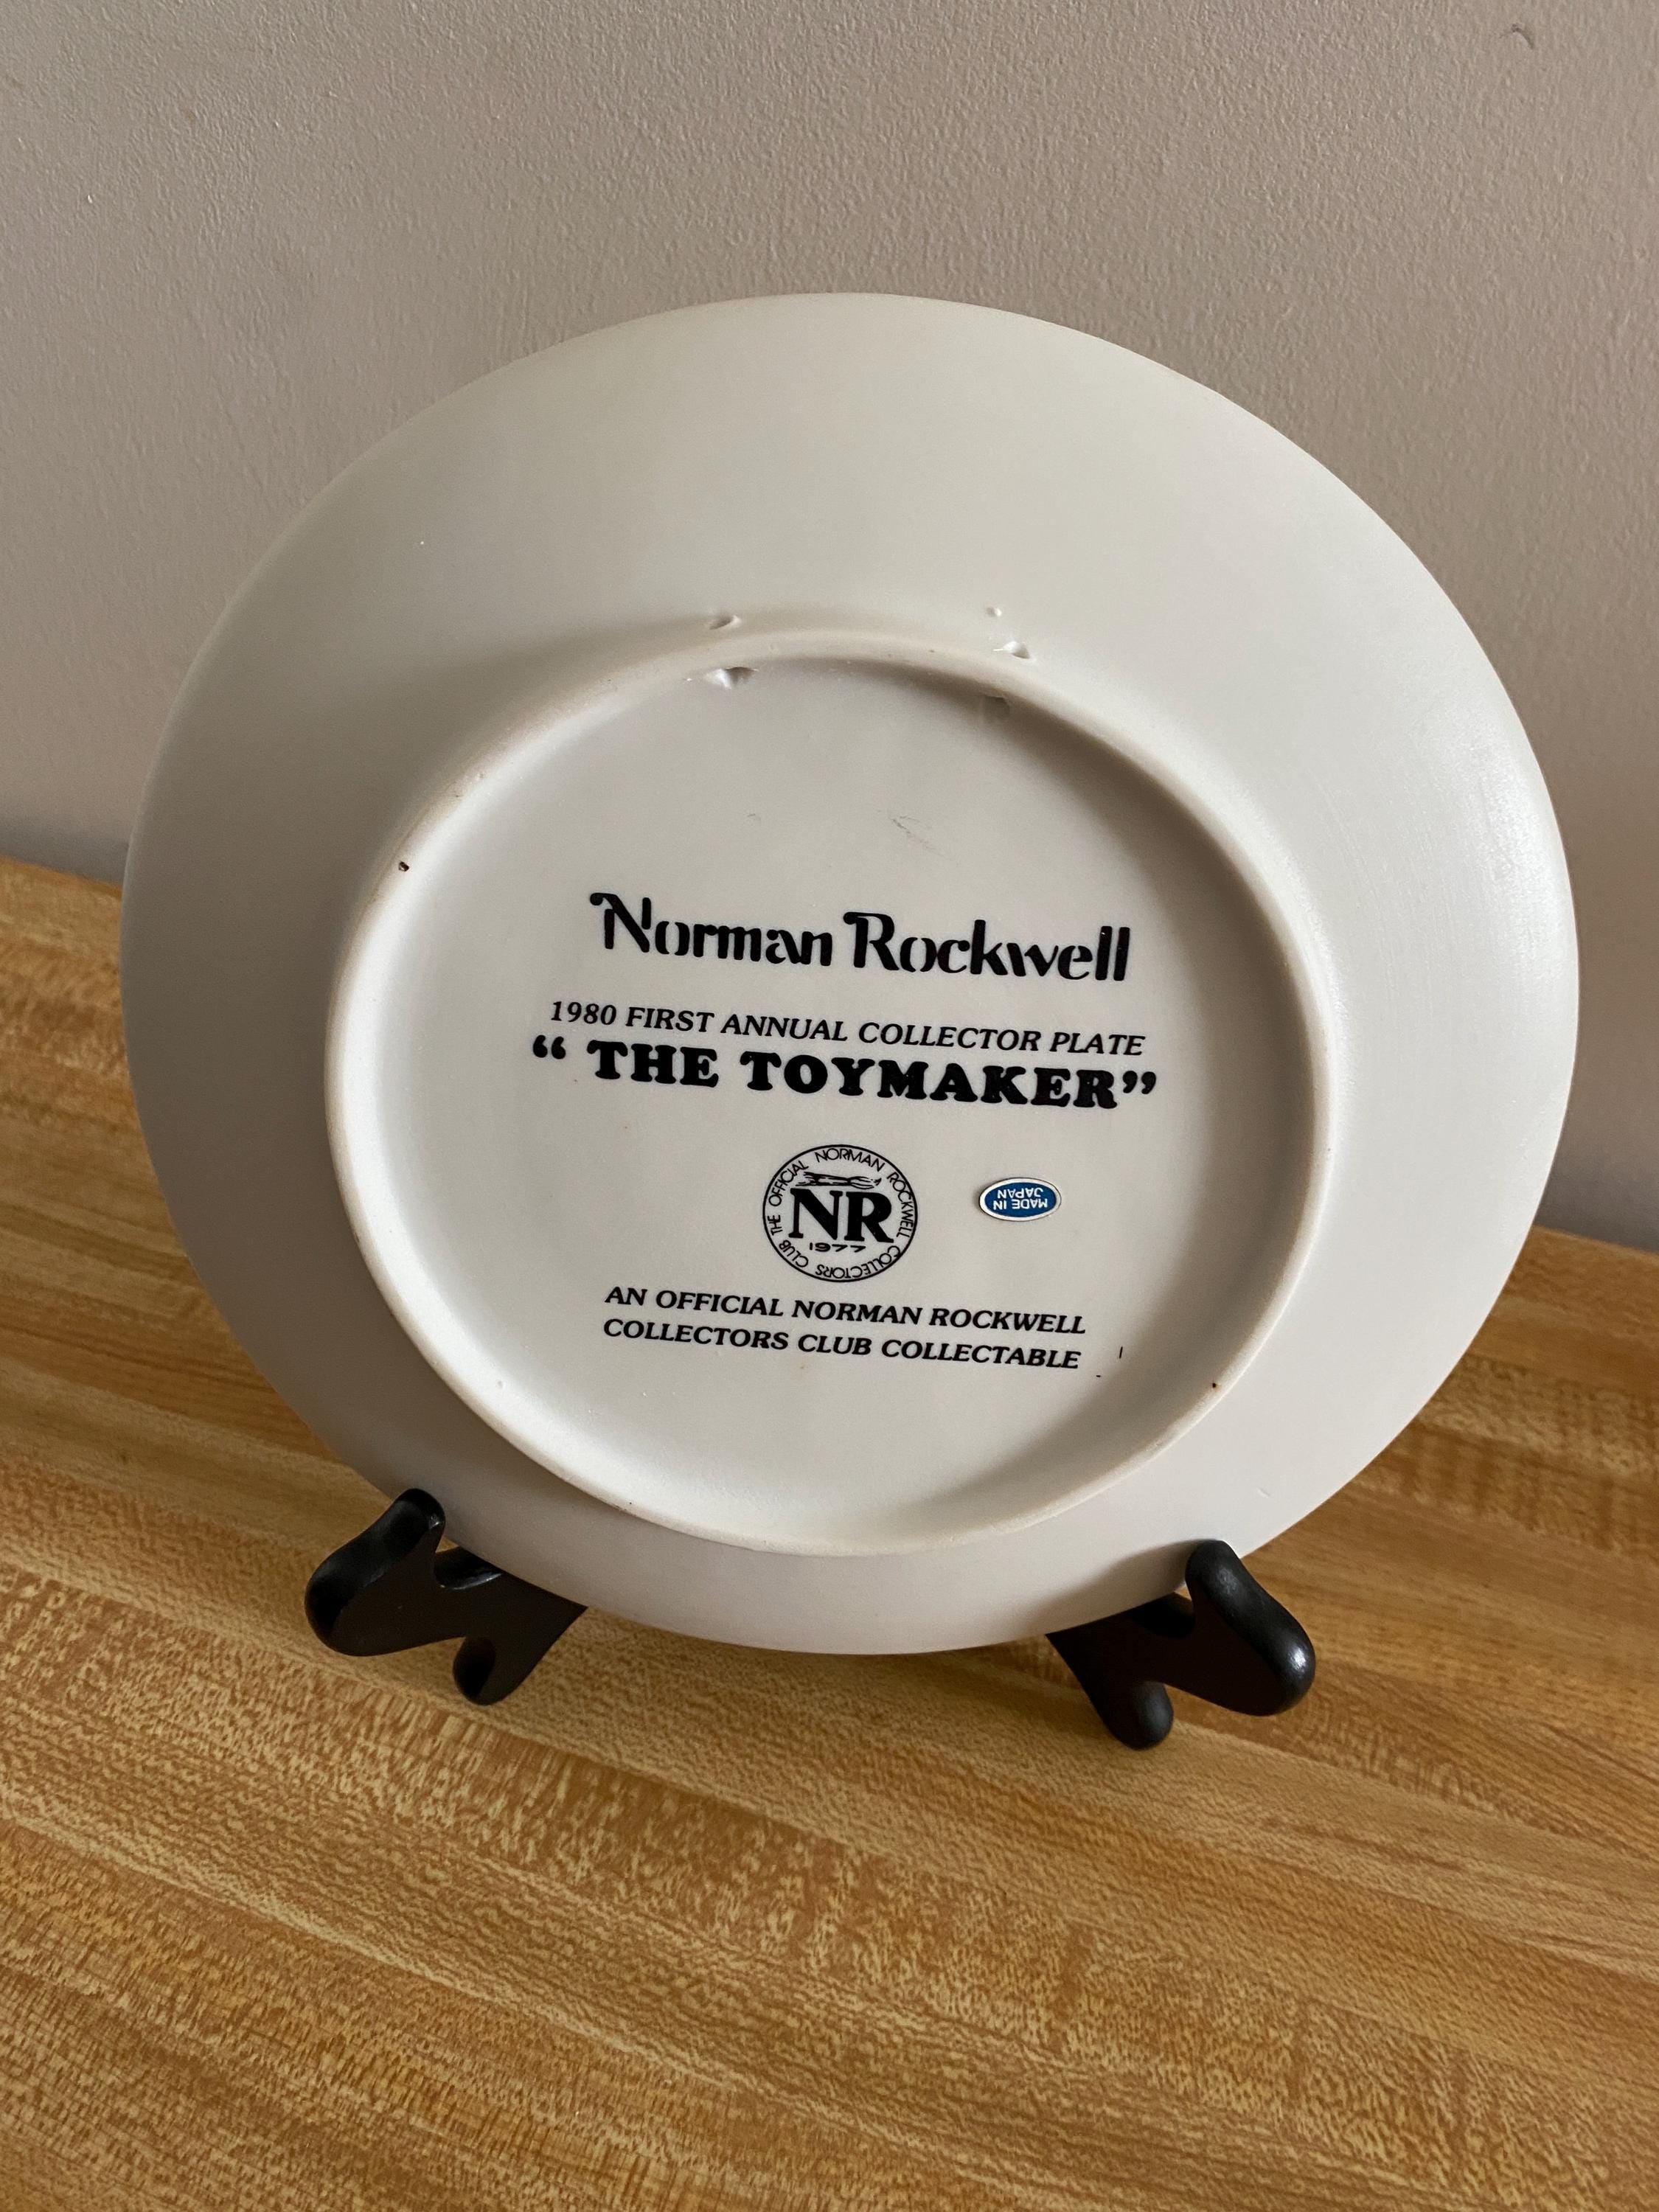 Norman Rockwell
1980 FIRST ANNUAL COLLECTOR PLATE
“ THE TOYMAKER”
THE OFFICIAL NORMAN ROCKWELL COLLECTORS CLUB
NR
1977
MADE IN
JAPAN
AN OFFICIAL NORMAN ROCKWELL
COLLECTORS CLUB COLLECTABLE